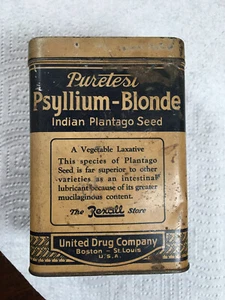 Puretest
Psyllium-Blonde
Indian Plantago Seed
A Vegetable Laxative
This species of Plantago
Seed is far superior to other
varieties as an intestinal
lubricant because of its greater
mucilaginous content.
The Rexall Store
United Drug Company
Boston - St. Louis
U.S.A.